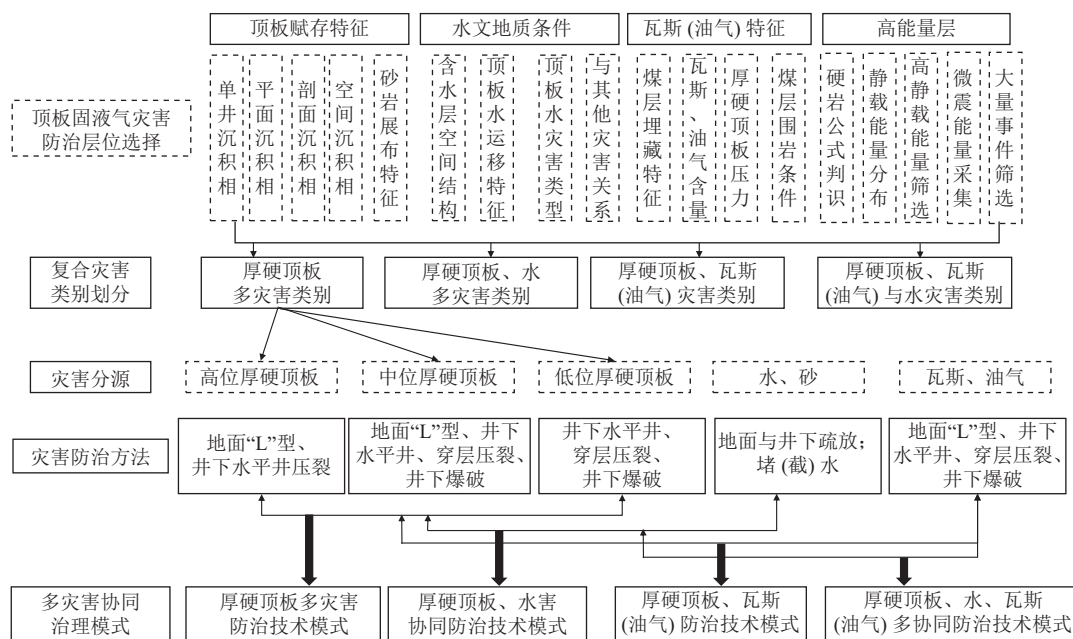 顶板赋存特征
水文地质条件
瓦斯 (油气) 特征
高能量层
顶板固液气灾害
防治层位选择
单井沉积相
平面沉积相
剖面沉积相
空间沉积相
砂岩展布特征
含水层空间结构
顶板水运移特征
顶板水灾害类型
与其他灾害关系
煤层埋藏特征
瓦斯、油气含量
厚硬顶板压力
煤层围岩条件
硬岩公式判识
静载能量分布
高静载能量筛选
微震能量采集
大量事件筛选
复合灾害
类别划分
厚硬顶板
多灾害类别
厚硬顶板、水
多灾害类别
厚硬顶板、瓦斯
(油气) 灾害类别
厚硬顶板、瓦斯
(油气) 与水灾害类别
灾害分源
高位厚硬顶板
中位厚硬顶板
低位厚硬顶板
水、砂
瓦斯、油气
灾害防治方法
地面“L”型、
井下水平井压裂
地面“L”型、井下
水平井、穿层压裂、
井下爆破
井下水平井、
穿层压裂、
井下爆破
地面与井下疏放；
堵 (截) 水
地面“L”型、井下
水平井、穿层压裂、
井下爆破
多灾害协同
治理模式
厚硬顶板多灾害
防治技术模式
厚硬顶板、水害
协同防治技术模式
厚硬顶板、瓦斯
(油气) 防治技术模式
厚硬顶板、水、瓦斯
(油气) 多协同防治技术模式